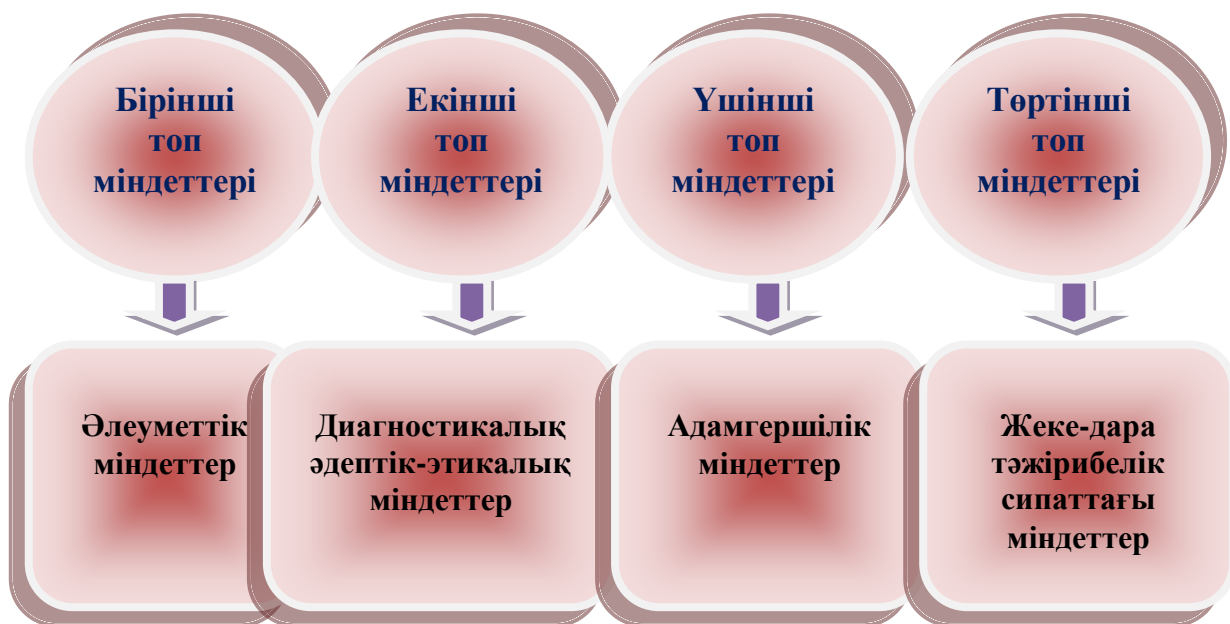 Бірінші
топ
міндеттері
Екінші
топ
міндеттері
Үшінші
топ
міндеттері
Төртінші
топ
міндеттері
Әлеуметтік
міндеттер
Диагностикалық
әдептік-этикалық
міндеттер
Адамгершілік
міндеттер
Жеке-дара
тәжірибелік
сипаттағы
міндеттер